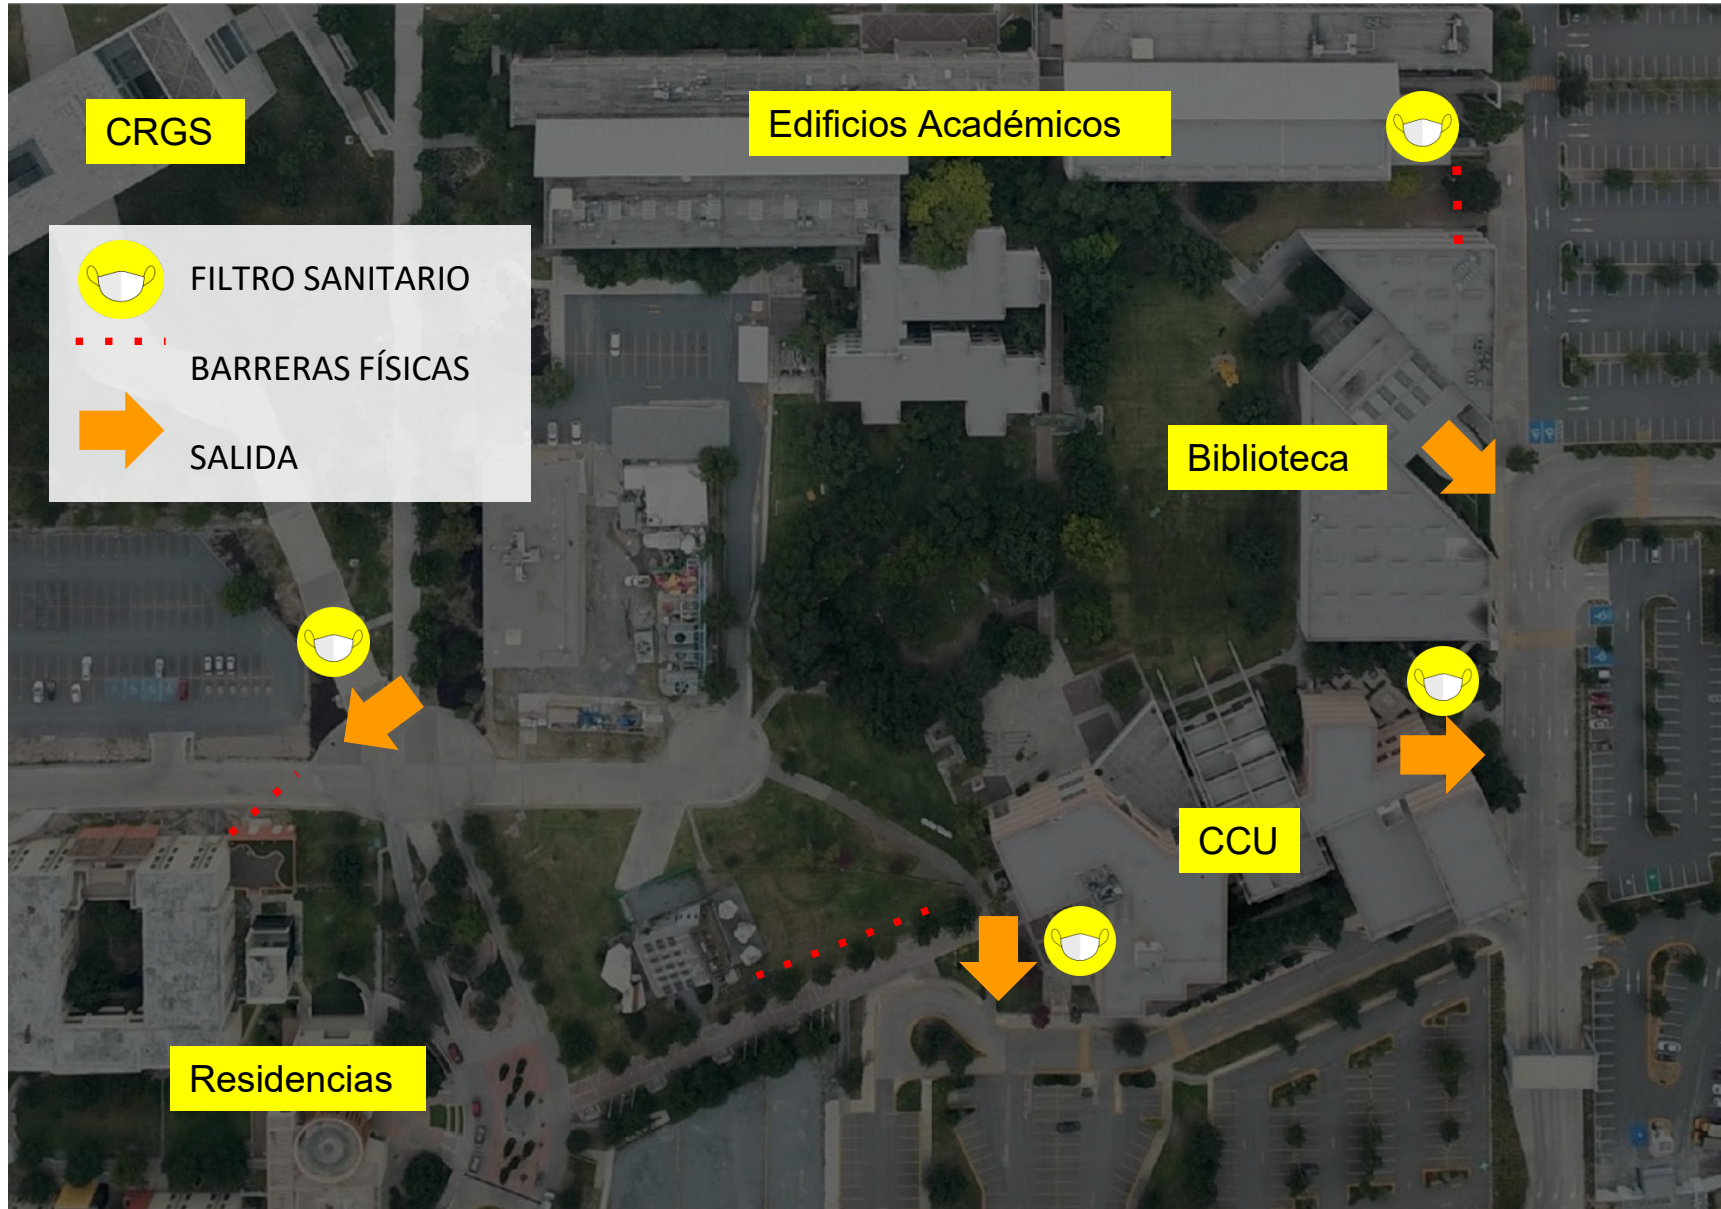 CRGS
Edificios Académicos
FILTRO SANITARIO
BARRERAS FÍSICAS
SALIDA
Biblioteca
CCU
Residencias